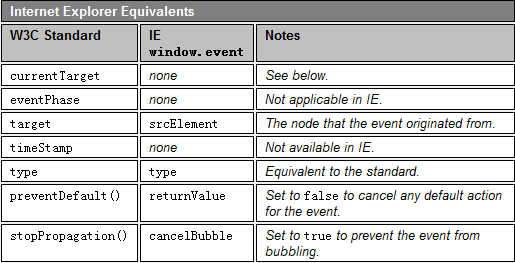 Internet Explorer Equivalents
W3C Standard IE window.event Notes
currentTarget none See below.
eventPhase none Not applicable in IE.
target srcElement The node that the event originated from.
timeStamp none Not available in IE.
type type Equivalent to the standard.
preventDefault() returnValue Set to false to cancel any default action
for the event.
stopPropagation() cancelBubble Set to true to prevent the event from
bubbling.